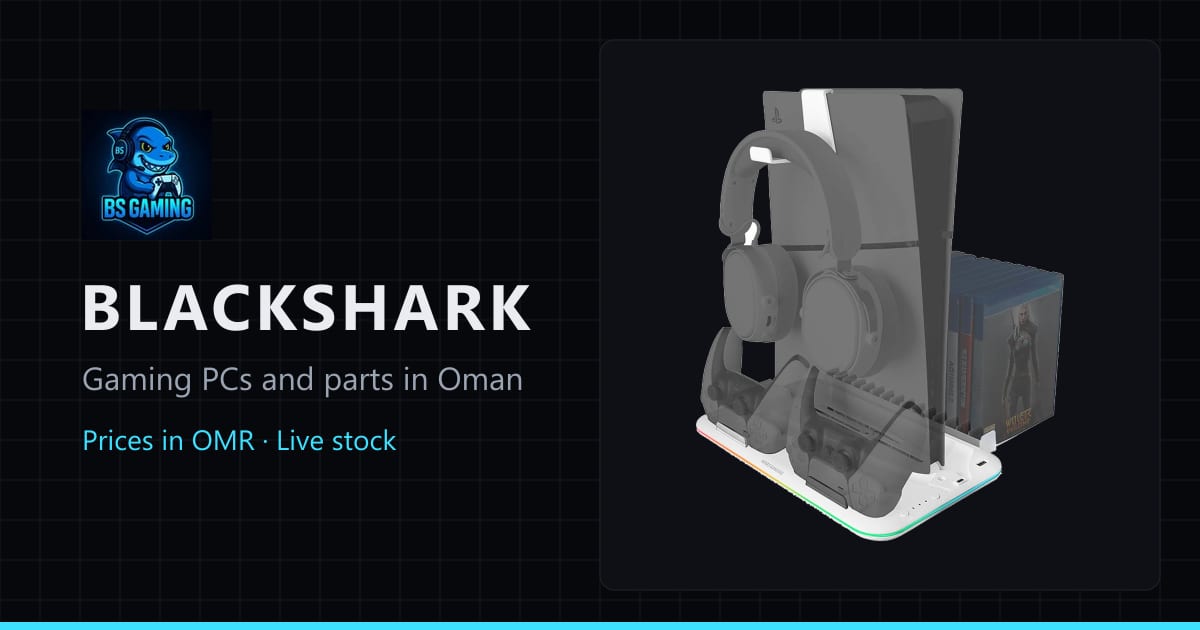 BS
BS GAMING
BLACKSHARK
Gaming PCs and parts in Oman
Prices in OMR · Live stock